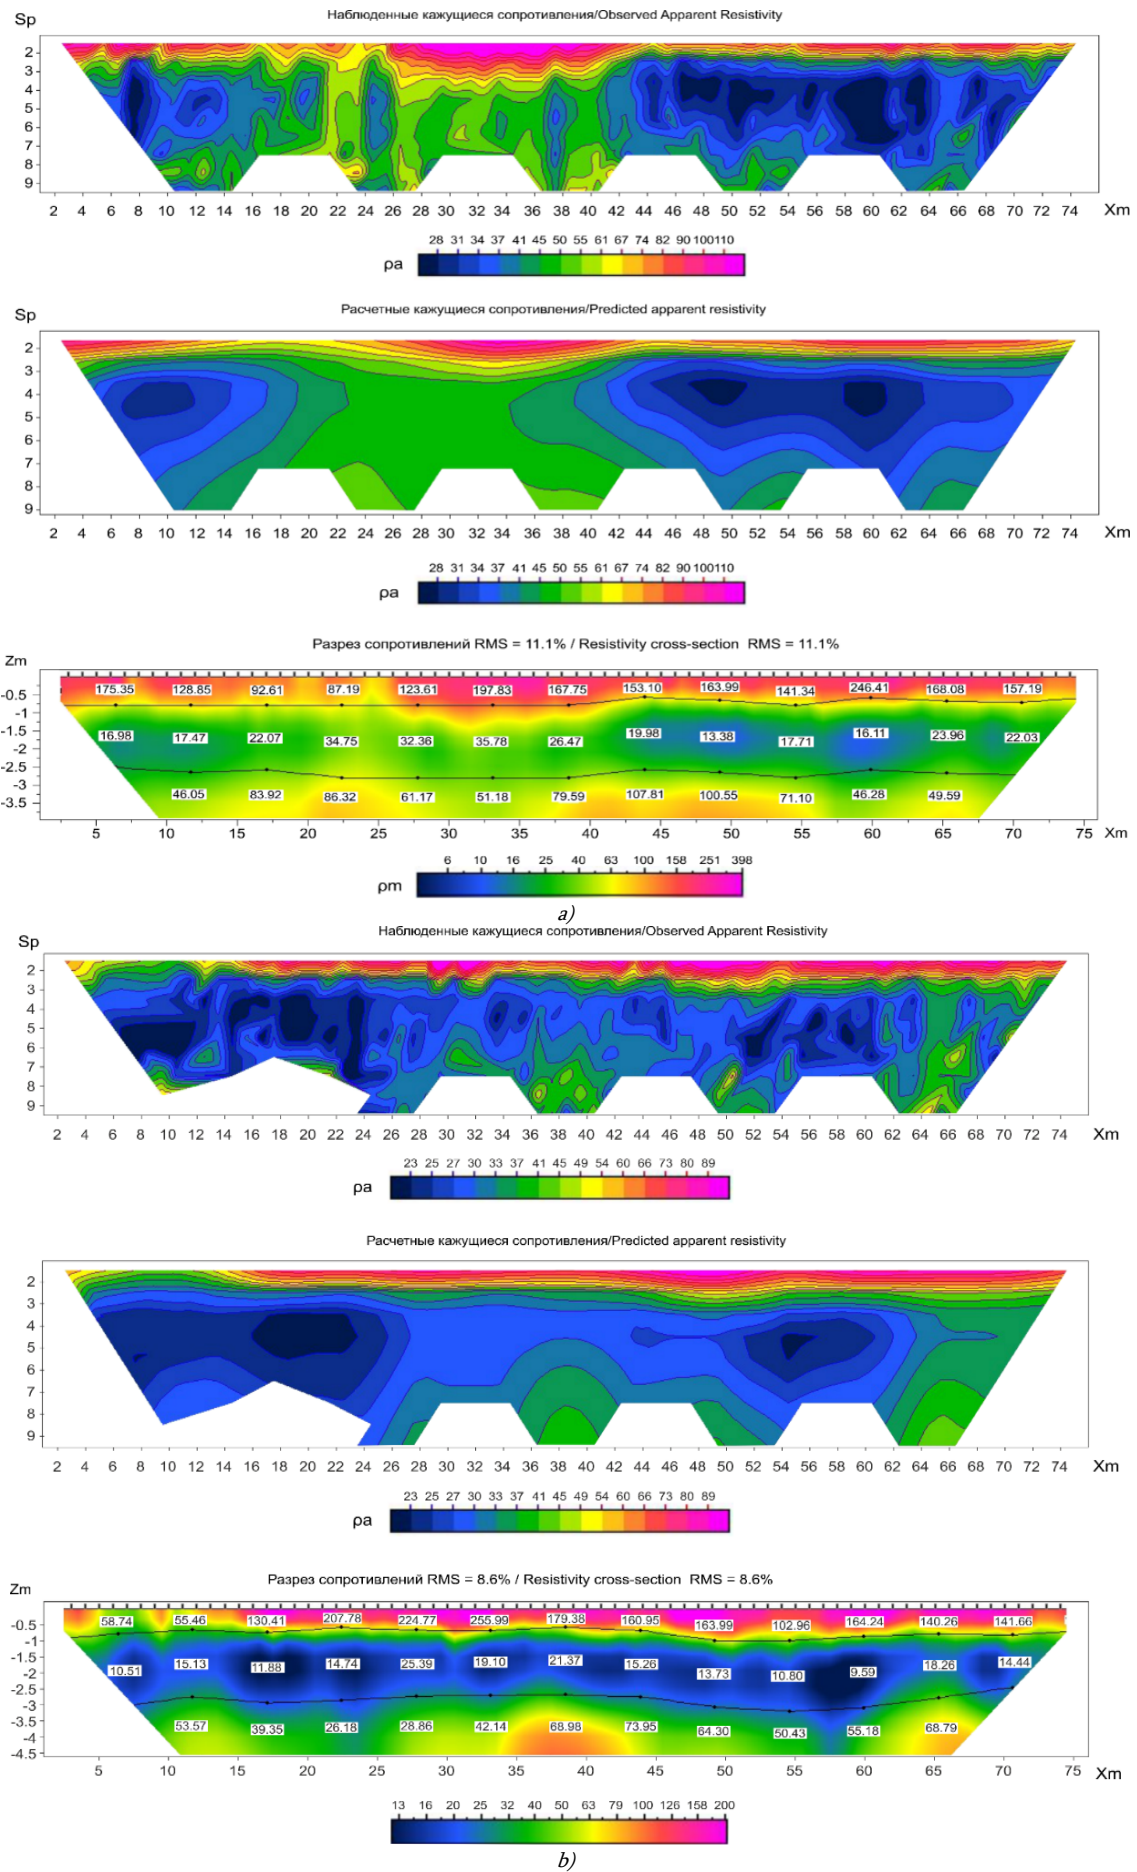 Наблюденные кажущиеся сопротивления/Observed Apparent Resistivity
Sp
2
3
4
5
6
7
8
9
2 4 6 8 10 12 14 16 18 20 22 24 26 28 30 32 34 36 38 40 42 44 46 48 50 52 54 56 58 60 62 64 66 68 70 72 74 Xm
28 31 34 37 41 45 50 55 61 67 74 82 90 100 110
ρa
Расчетные кажущиеся сопротивления/Predicted apparent resistivity
Sp
2
3
4
5
6
7
8
9
2 4 6 8 10 12 14 16 18 20 22 24 26 28 30 32 34 36 38 40 42 44 46 48 50 52 54 56 58 60 62 64 66 68 70 72 74 Xm
28 31 34 37 41 45 50 55 61 67 74 82 90 100 110
ρa
Разрез сопротивлений RMS = 11.1% / Resistivity cross-section RMS = 11.1%
Zm
-0.5 175.35 128.85 92.61 87.19 123.61 197.83 167.75 153.10 163.99 141.34 246.41 168.08 157.19
-1
-1.5 16.98 17.47 22.07 34.75 32.36 35.78 26.47 19.98 13.38 17.71 16.11 23.96 22.03
-2
-2.5
-3
-3.5 46.05 83.92 86.32 61.17 51.18 79.59 107.81 100.55 71.10 46.28 49.59
5 10 15 20 25 30 35 40 45 50 55 60 65 70 75 Xm
6 10 16 25 40 63 100 158 251 398
ρm
a)
Наблюденные кажущиеся сопротивления/Observed Apparent Resistivity
Sp
2
3
4
5
6
7
8
9
2 4 6 8 10 12 14 16 18 20 22 24 26 28 30 32 34 36 38 40 42 44 46 48 50 52 54 56 58 60 62 64 66 68 70 72 74 Xm
23 25 27 30 33 37 41 45 49 54 60 66 73 80 89
ρa
Расчетные кажущиеся сопротивления/Predicted apparent resistivity
2
3
4
5
6
7
8
9
2 4 6 8 10 12 14 16 18 20 22 24 26 28 30 32 34 36 38 40 42 44 46 48 50 52 54 56 58 60 62 64 66 68 70 72 74 Xm
23 25 27 30 33 37 41 45 49 54 60 66 73 80 89
ρa
Разрез сопротивлений RMS = 8.6% / Resistivity cross-section RMS = 8.6%
Zm
-0.5 58.74 55.46 130.41 207.78 224.77 255.99 179.38 160.95 163.99 102.96 164.24 140.26 141.66
-1
-1.5
-2 10.51 15.13 11.88 14.74 25.39 19.10 21.37 15.26 13.73 10.80 9.59 18.26 14.44
-2.5
-3
-3.5 53.57 39.35 26.18 28.86 42.14 68.98 73.95 64.30 50.43 55.18 68.79
-4
-4.5
5 10 15 20 25 30 35 40 45 50 55 60 65 70 75 Xm
13 16 20 25 32 40 50 63 79 100 126 158 200
b)